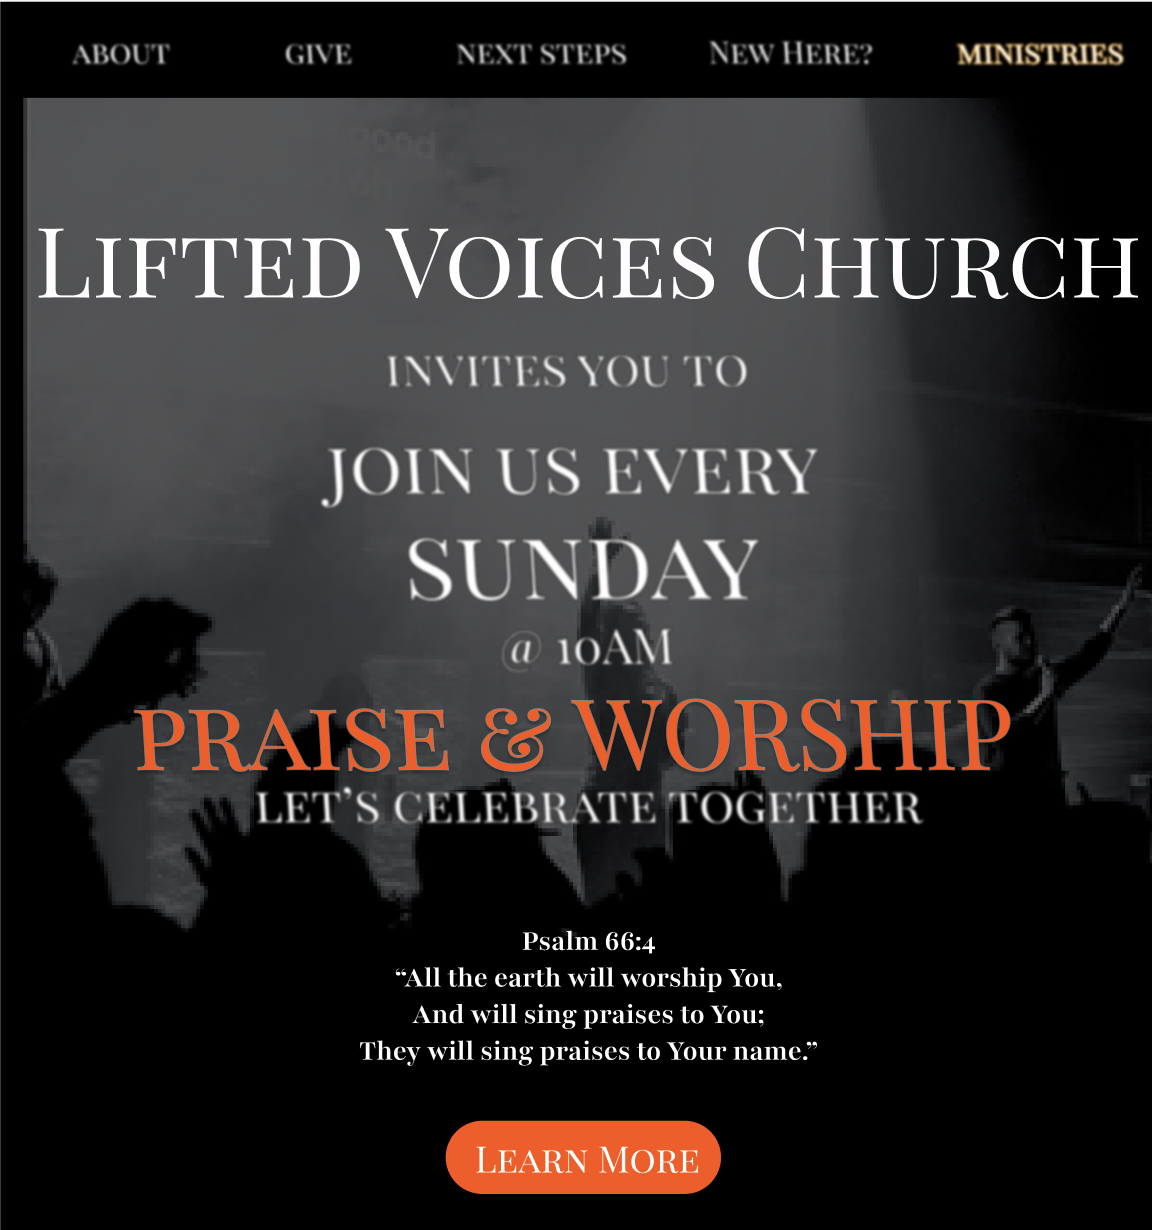 ABOUT GIVE NEXT STEPS NEW HERE? MINISTRIES
good
LIFTED VOICES CHURCH
INVITES YOU TO
JOIN US EVERY
SUNDAY
@ 10AM
PRAISE & WORSHIP
LET’S CELEBRATE TOGETHER
Psalm 66:4
“All the earth will worship You,
And will sing praises to You;
They will sing praises to Your name.”
LEARN MORE